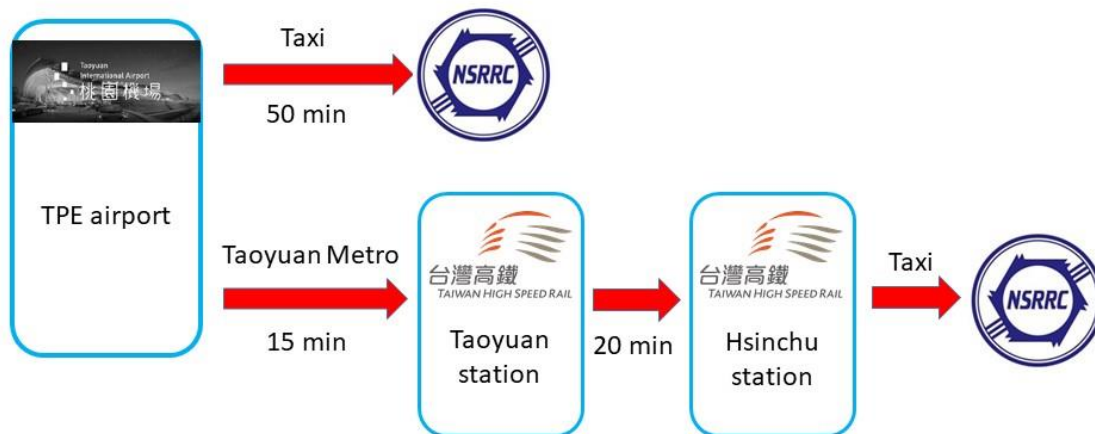 Taxi
50 min
NSRRC
Taoyuan
International Airport
桃園機場
TPE airport
Taoyuan Metro
15 min
台灣高鐵
TAIWAN HIGH SPEED RAIL
Taoyuan
station
20 min
台灣高鐵
TAIWAN HIGH SPEED RAIL
Hsinchu
station
Taxi
NSRRC